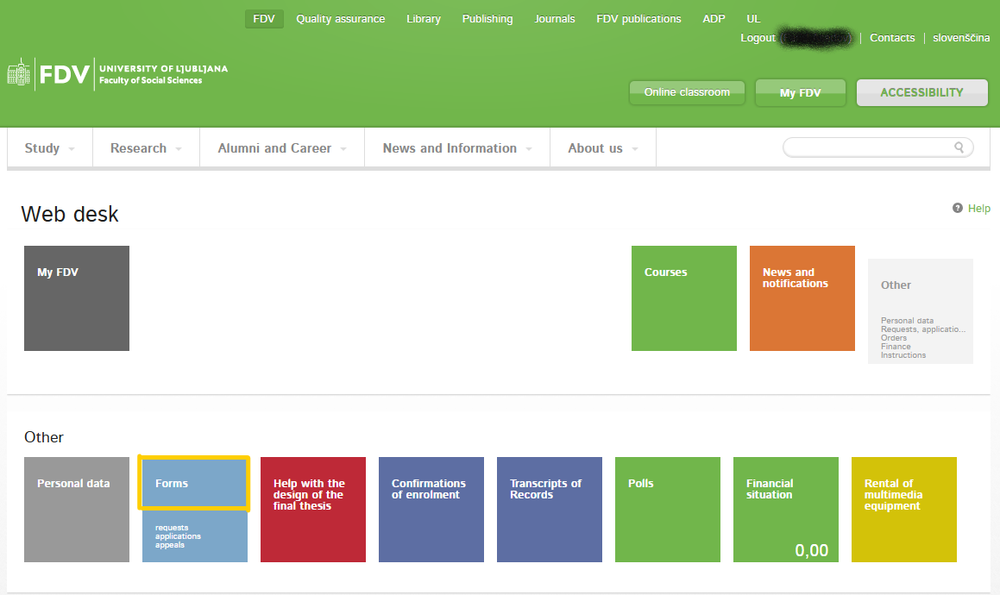 FDV Quality assurance Library Publishing Journals FDV publications ADP UL
Logout Contacts slovenščina
FDV UNIVERSITY OF LJUBLJANA
Faculty of Social Sciences
Online classroom My FDV ACCESSIBILITY
Study Research Alumni and Career News and Information About us
Web desk
Help
My FDV
Courses
News and
notifications
Other
Personal data
Requests, applicatio...
Orders
Finance
Instructions
Other
Personal data
Forms
requests
applications
appeals
Help with the
design of the
final thesis
Confirmations
of enrolment
Transcripts of
Records
Polls
Financial
situation
0,00
Rental of
multimedia
equipment